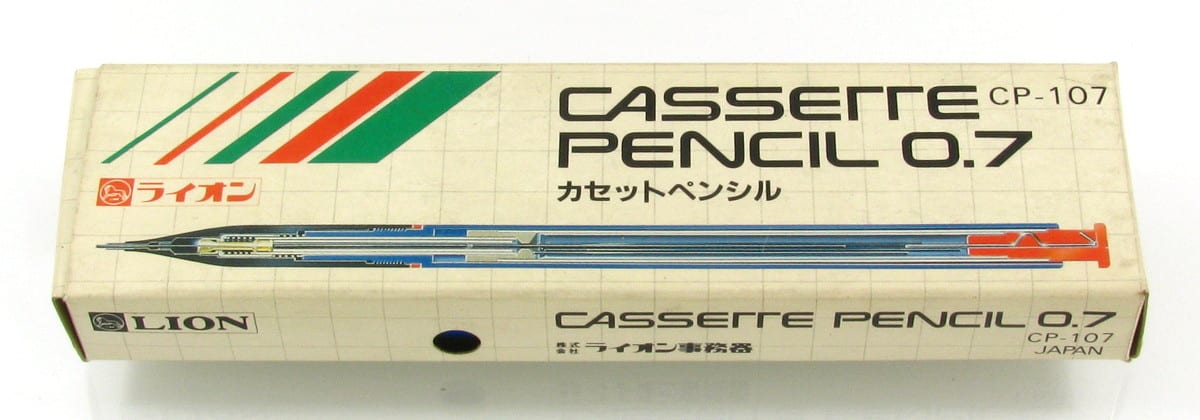 CASSETTE CP-107
PENCIL 0.7
カセットペンシル
ライオン
LION
CASSETTE PENCIL 0.7
株式会社 ライオン事務器
CP-107
JAPAN